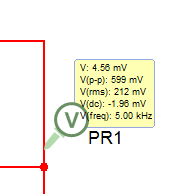 V: 4.56 mV
V(p-p): 599 mV
V(rms): 212 mV
V(dc): -1.96 mV
V(freq): 5.00 kHz
V
PR1